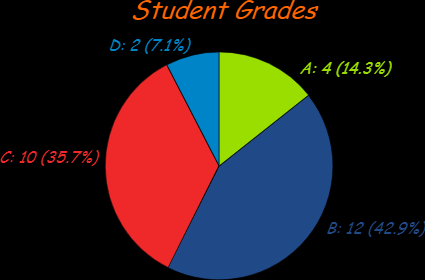 Student Grades
D: 2 (7.1%)
A: 4 (14.3%)
C: 10 (35.7%)
B: 12 (42.9%)